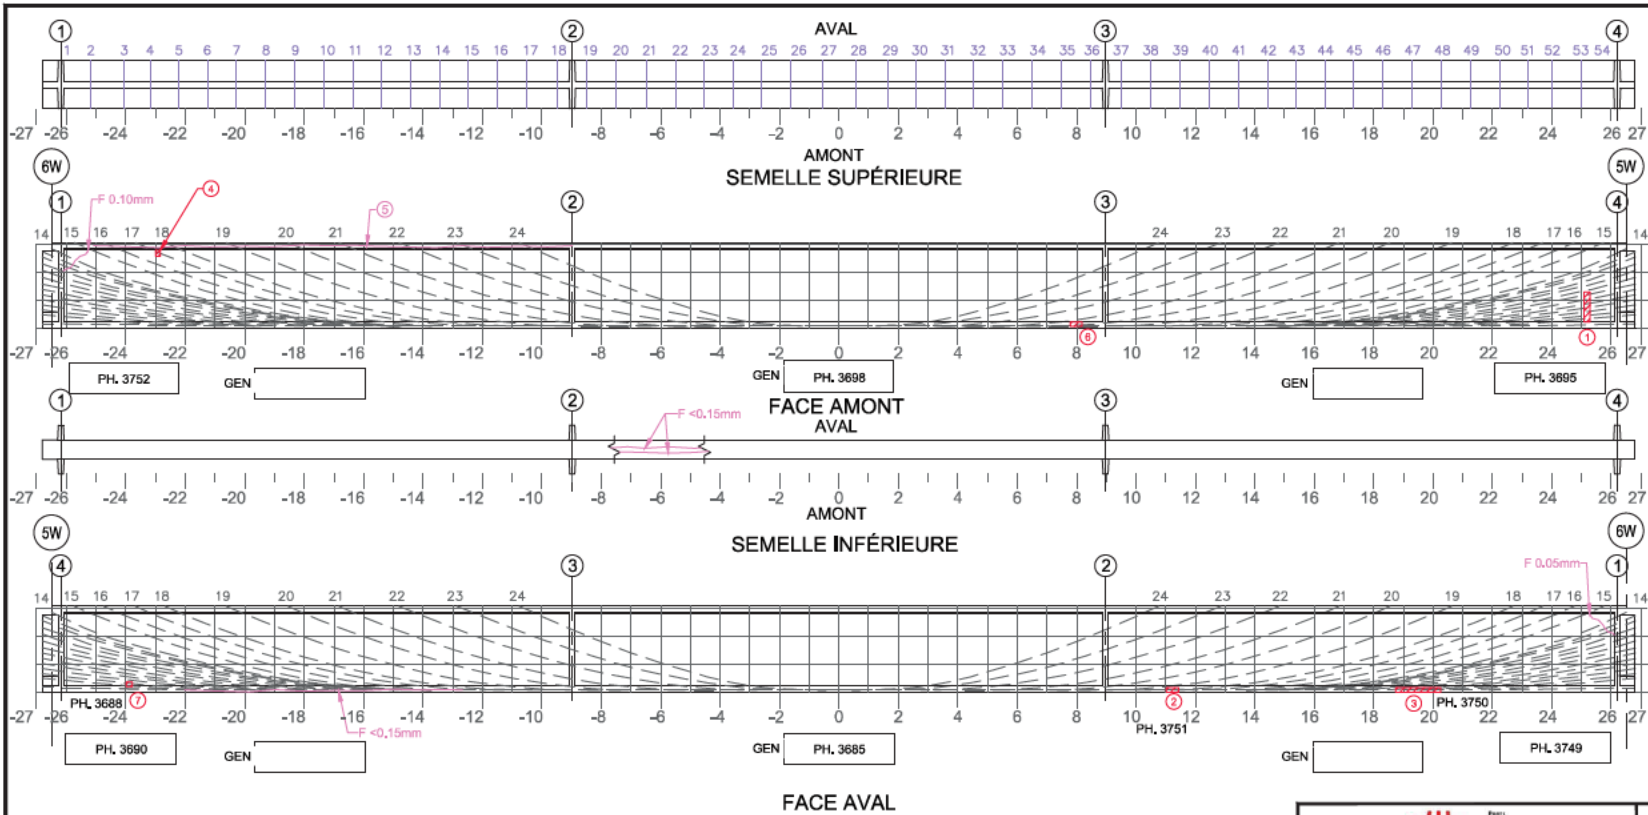 AVAL
1 2 3 4
1 2 3 4 5 6 7 8 9 10 11 12 13 14 15 16 17 18 19 20 21 22 23 24 25 26 27 28 29 30 31 32 33 34 35 36 37 38 39 40 41 42 43 44 45 46 47 48 49 50 51 52 53 54
-27 -26 -24 -22 -20 -18 -16 -14 -12 -10 -8 -6 -4 -2 0 2 4 6 8 10 12 14 16 18 20 22 24 26 27
AMONT
SEMELLE SUPÉRIEURE
6W 5W
F 0.10mm 4
1 5 2 3 4
14 15 16 17 18 19 20 21 22 23 24 24 23 22 21 20 19 18 17 16 15 14
6 1
-27 -26 -24 -22 -20 -18 -16 -14 -12 -10 -8 -6 -4 -2 0 2 4 6 8 10 12 14 16 18 20 22 24 26 27
PH. 3752 GEN GEN PH. 3698 GEN PH. 3695
FACE AMONT
1 2 3 4
F <0.15mm
AVAL
-27 -26 -24 -22 -20 -18 -16 -14 -12 -10 -8 -6 -4 -2 0 2 4 6 8 10 12 14 16 18 20 22 24 26 27
AMONT
5W 6W
SEMELLE INFÉRIEURE
4 3 2 F 0.05mm 1
14 15 16 17 18 19 20 21 22 23 24 24 23 22 21 20 19 18 17 16 15 14
PH. 3688 7 2 3 PH. 3750
-27 -26 -24 -22 -20 -18 -16 -14 -12 -10 -8 -6 -4 -2 0 2 4 6 8 10 12 14 16 18 20 22 24 26 27
F <0.15mm PH. 3751
PH. 3690 GEN GEN PH. 3685 GEN PH. 3749
FACE AVAL